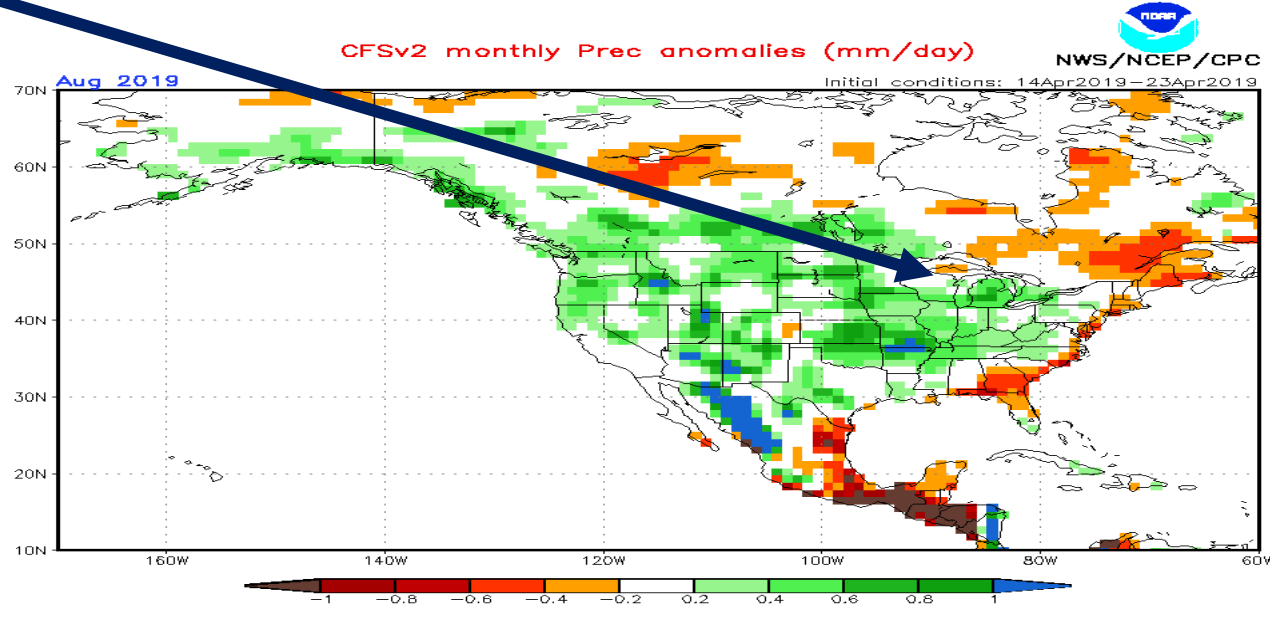 NOAA
CFSv2 monthly Prec anomalies (mm/day)
NWS/NCEP/CPC
Aug 2019
Initial conditions: 14Apr2019-23Apr2019
70N
60N
50N
40N
30N
20N
10N
160W 140W 120W 100W 80W 60W
-1 -0.8 -0.6 -0.4 -0.2 0.2 0.4 0.6 0.8 1